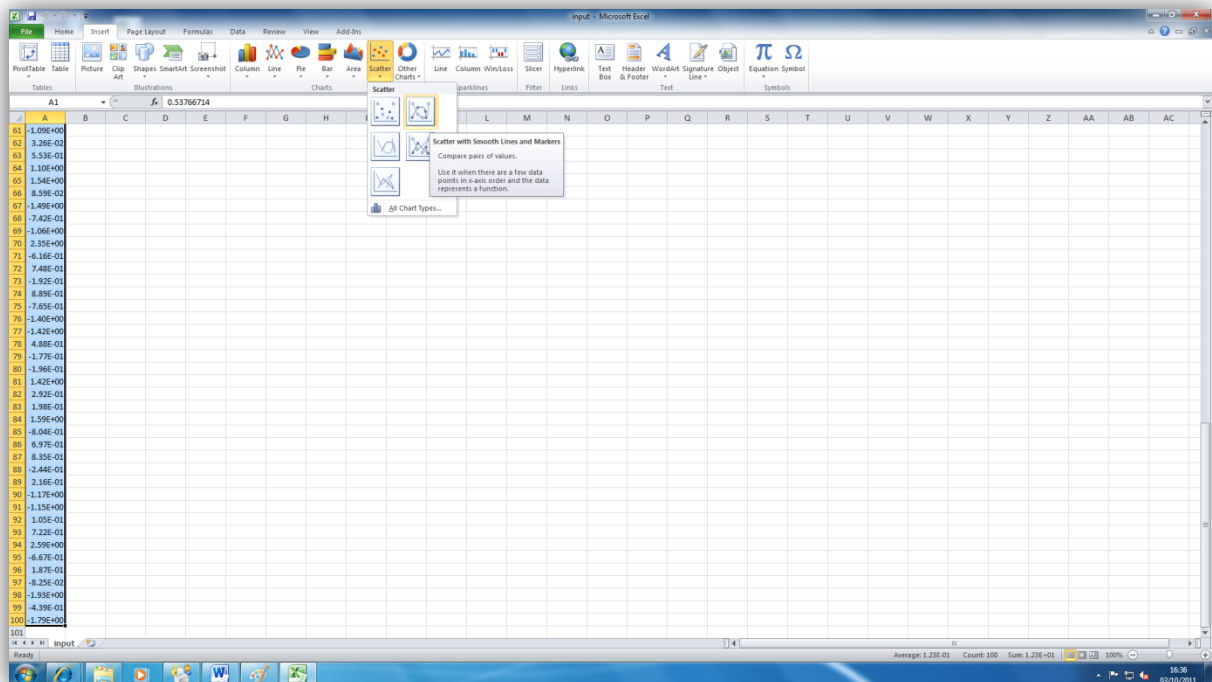 input - Microsoft Excel
File Home Insert Page Layout Formulas Data Review View Add-Ins
PivotTable Table Picture Clip Art Shapes SmartArt Screenshot Column Line Pie Bar Area Scatter Other Charts Line Column Win/Loss Slicer Hyperlink Text Box Header & Footer WordArt Signature Line Object Equation Symbol
Tables Illustrations Charts Sparklines Filter Links Text Symbols
A1 fx 0.53766714
Scatter
Scatter with Smooth Lines and Markers
Compare pairs of values.
Use it when there are a few data
points in x-axis order and the data
represents a function.
All Chart Types...
A B C D E F G H L M N O P Q R S T U V W X Y Z AA AB AC
61 -1.09E+00
62 3.26E-02
63 5.53E-01
64 1.10E+00
65 1.54E+00
66 8.59E-02
67 -1.49E+00
68 -7.42E-01
69 -1.06E+00
70 2.35E+00
71 -6.16E-01
72 7.48E-01
73 -1.92E-01
74 8.89E-01
75 -7.65E-01
76 -1.40E+00
77 -1.42E+00
78 4.88E-01
79 -1.77E-01
80 -1.96E-01
81 1.42E+00
82 2.92E-01
83 1.98E-01
84 1.59E+00
85 -8.04E-01
86 6.97E-01
87 8.35E-01
88 -2.44E-01
89 2.16E-01
90 -1.17E+00
91 -1.15E+00
92 1.05E-01
93 7.22E-01
94 2.59E+00
95 -6.67E-01
96 1.87E-01
97 -8.25E-02
98 -1.93E+00
99 -4.39E-01
100 -1.79E+00
101
input
Ready Average: 1.23E-01 Count: 100 Sum: 1.23E+01 100%
16:36
03/10/2011